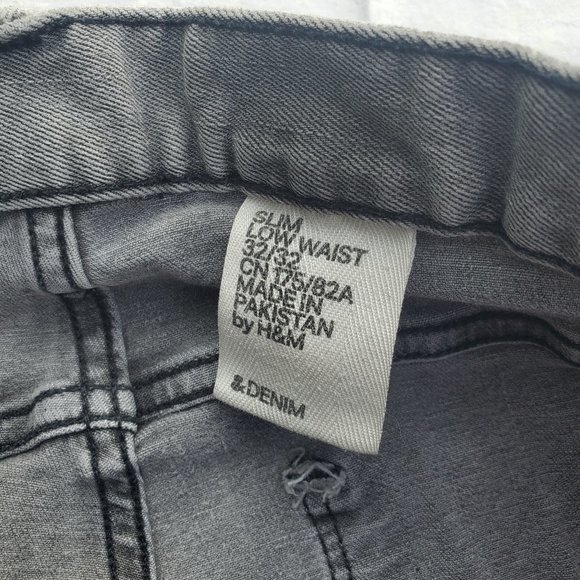 SLIM
LOW WAIST
32/32
CN 175/82A
MADE IN
PAKISTAN
by H&M
&DENIM